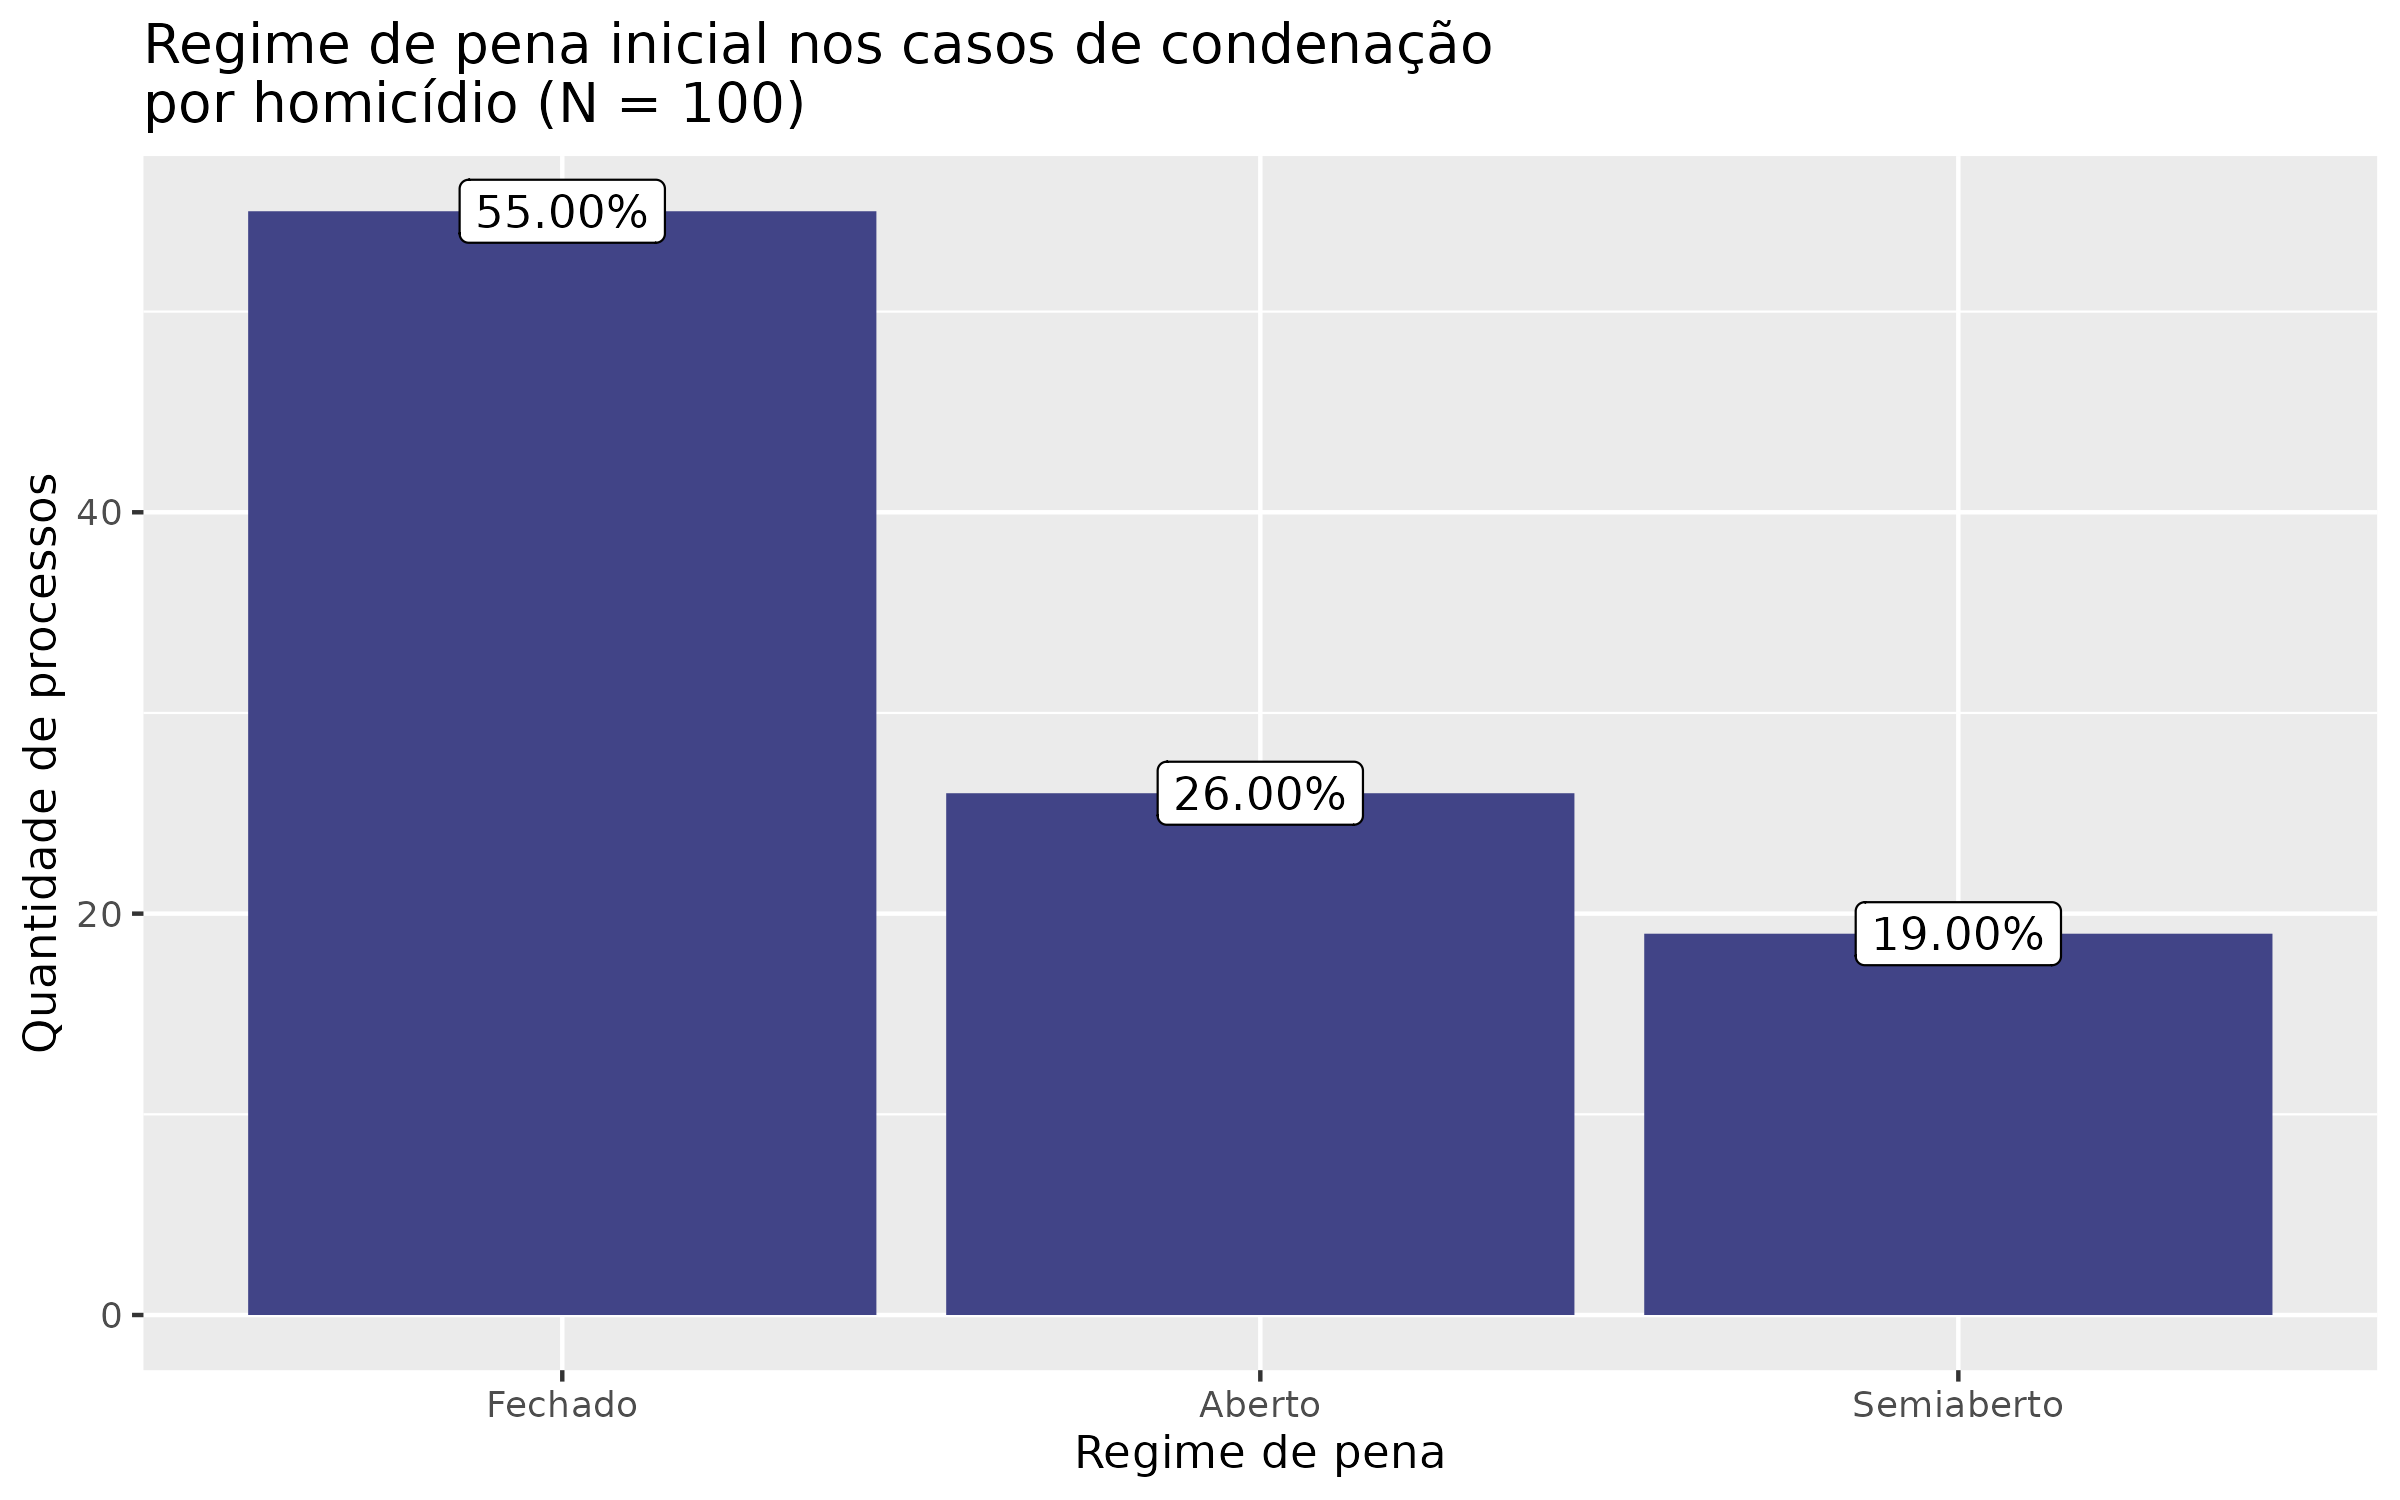 Regime de pena inicial nos casos de condenação
por homicídio (N = 100)
55.00%
26.00%
19.00%
Quantidade de processos
40
20
0
Fechado
Aberto
Semiaberto
Regime de pena